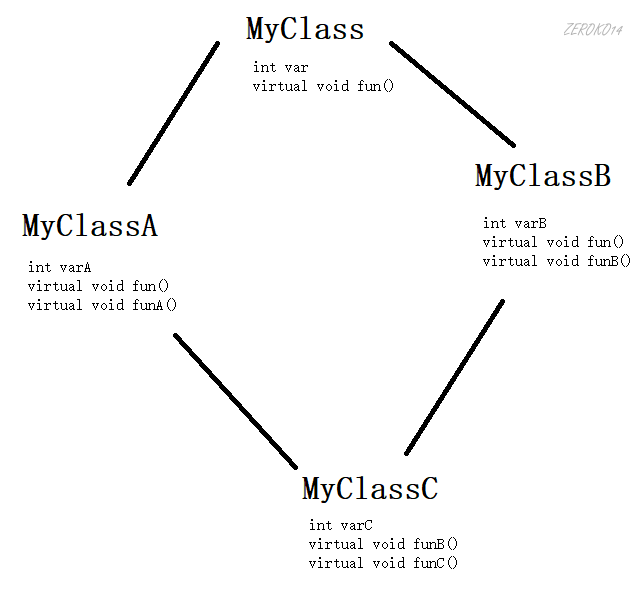 MyClass
ZEROKO14
int var
virtual void fun()
MyClassB
int varB
virtual void fun()
virtual void funB()
MyClassA
int varA
virtual void fun()
virtual void funA()
MyClassC
int varC
virtual void funB()
virtual void funC()